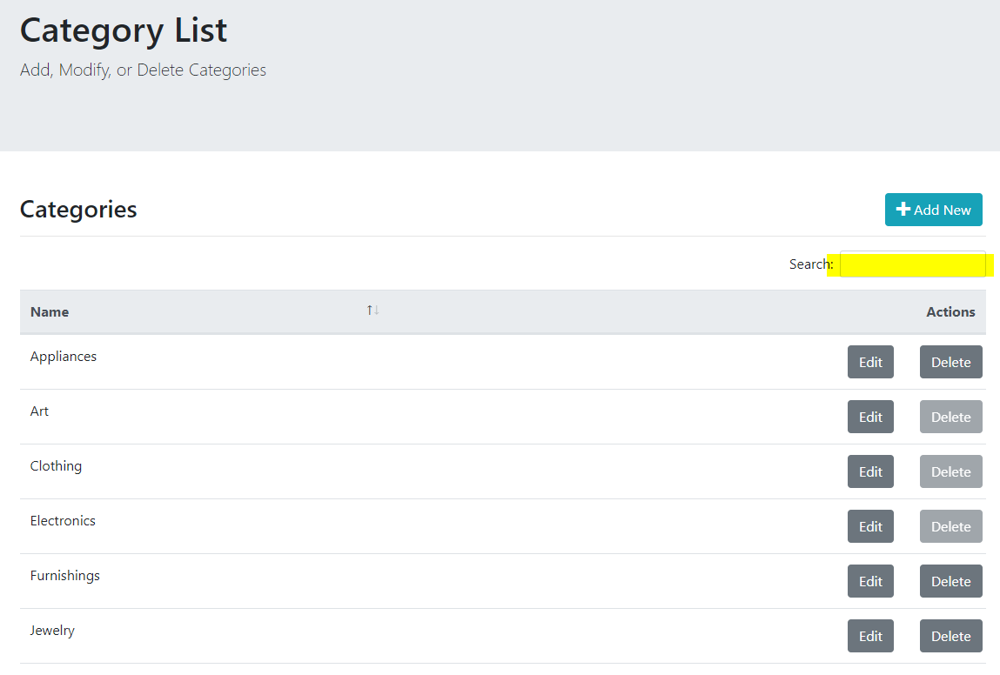 Category List
Add, Modify, or Delete Categories
Categories
Add New
Search:
Name Actions
Appliances Edit Delete
Art Edit Delete
Clothing Edit Delete
Electronics Edit Delete
Furnishings Edit Delete
Jewelry Edit Delete